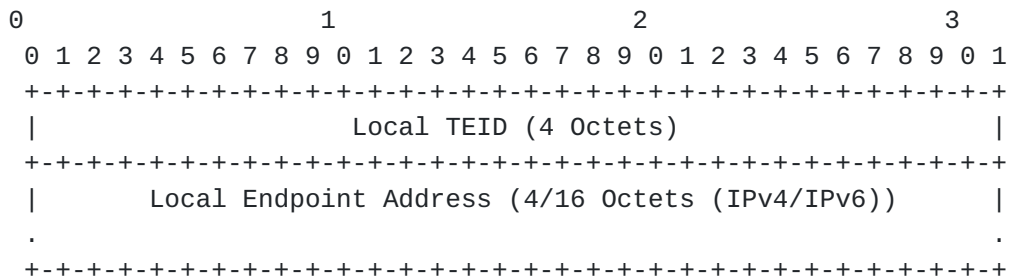 0                   1                   2                   3
 0 1 2 3 4 5 6 7 8 9 0 1 2 3 4 5 6 7 8 9 0 1 2 3 4 5 6 7 8 9 0 1
 +-+-+-+-+-+-+-+-+-+-+-+-+-+-+-+-+-+-+-+-+-+-+-+-+-+-+-+-+-+-+-+
 |                    Local TEID (4 Octets)                    |
 +-+-+-+-+-+-+-+-+-+-+-+-+-+-+-+-+-+-+-+-+-+-+-+-+-+-+-+-+-+-+-+
 |       Local Endpoint Address (4/16 Octets (IPv4/IPv6))      |
 .                                                             .
 +-+-+-+-+-+-+-+-+-+-+-+-+-+-+-+-+-+-+-+-+-+-+-+-+-+-+-+-+-+-+-+